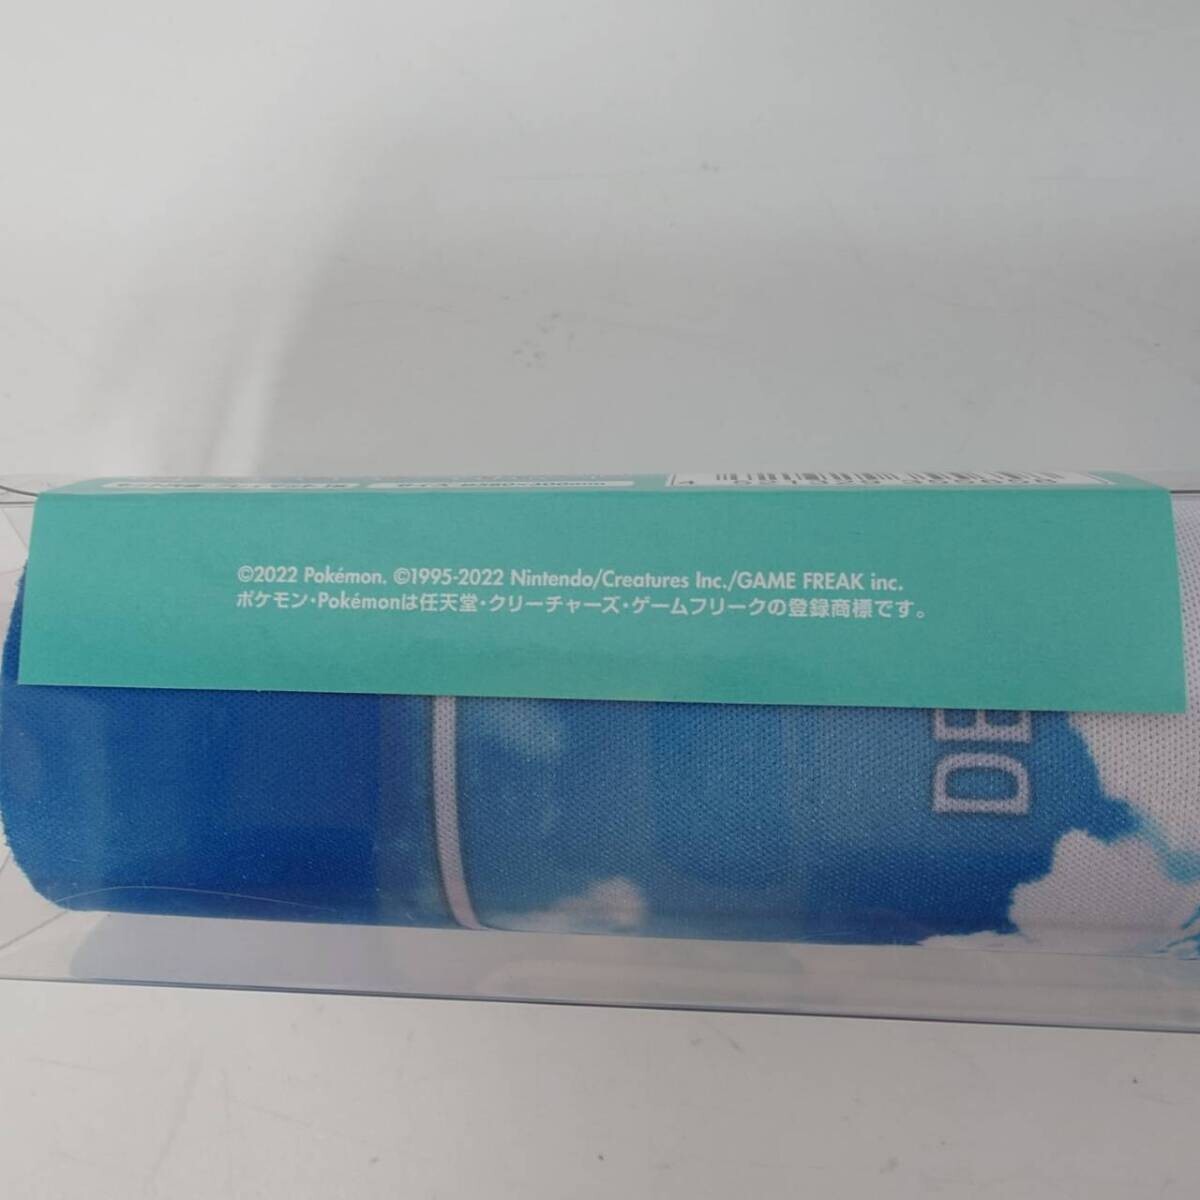 ©2022 Pokémon. ©1995-2022 Nintendo/Creatures Inc./GAME FREAK inc.
ポケモン・Pokémonは任天堂・クリーチャーズ・ゲームフリークの登録商標です。
DE